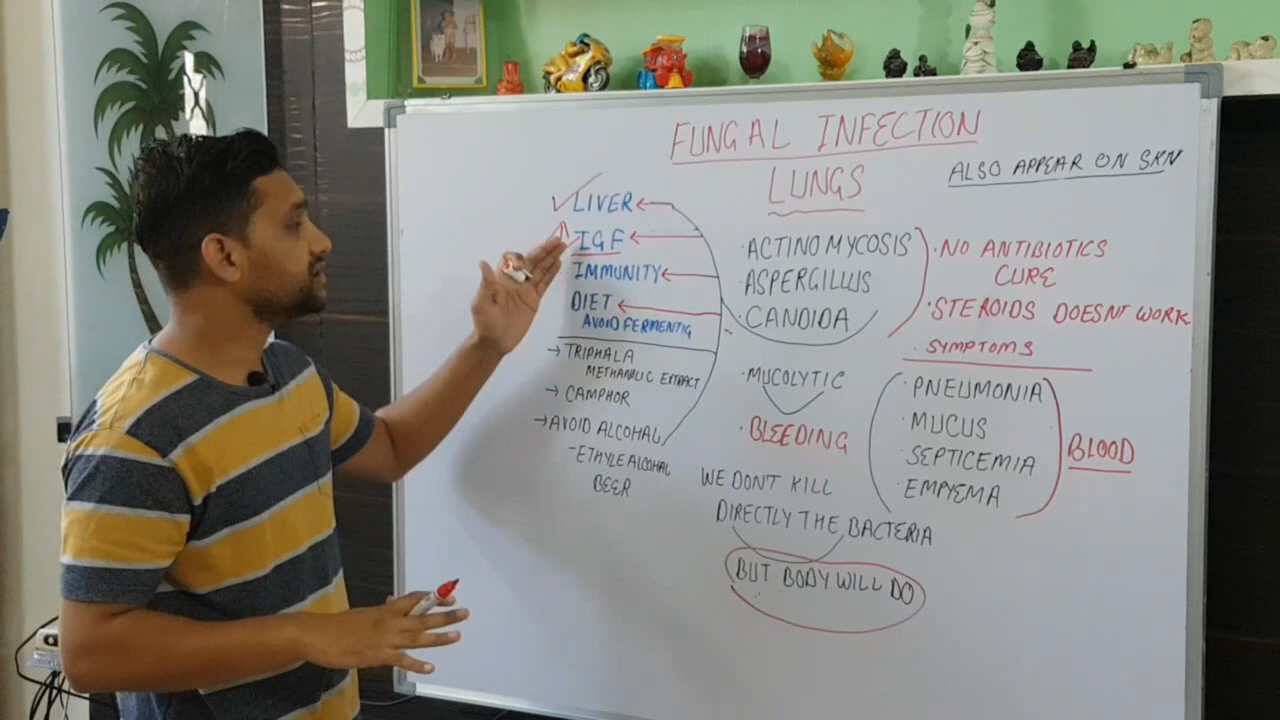 FUNGAL INFECTION
LUNGS
ALSO APPEAR ON SKN
LIVER
IGF
IMMUNITY
DIET
AVOID FERMENTIG
→ TRIPHALA
METHANALIC EXTRACT
→ CAMPHOR
→ AVOID ALCOHAL
- ETHYLE ALCOHAL
BEER
· ACTINOMYCOSIS
· ASPERGILLUS
· CANDIDA
· MUCOLYTIC
· BLEEDING
WE DONT KILL
DIRECTLY THE BACTERIA
BUT BODY WILL DO
· NO ANTIBIOTICS
CURE
· STEROIDS DOESNT WORK
· SYMPTOMS
· PNEUMONIA
· MUCUS
· SEPTICEMIA
· EMPYEMA
BLOOD